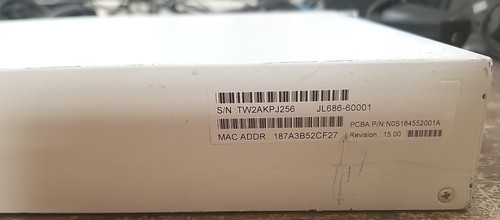 S/N TW2AKPJ256 JL686-60001
PCBA P/N:N0S184552001A
MAC ADDR : 187A3B52CF27 Revision : 15.00